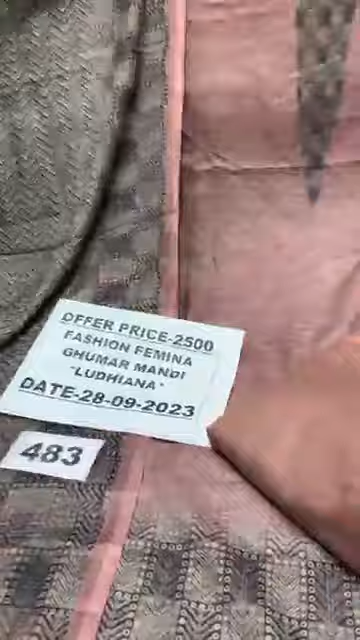 OFFER PRICE-2500
FASHION FEMINA
GHUMAR MANDI
"LUDHIANA"
DATE-28-09-2023
483